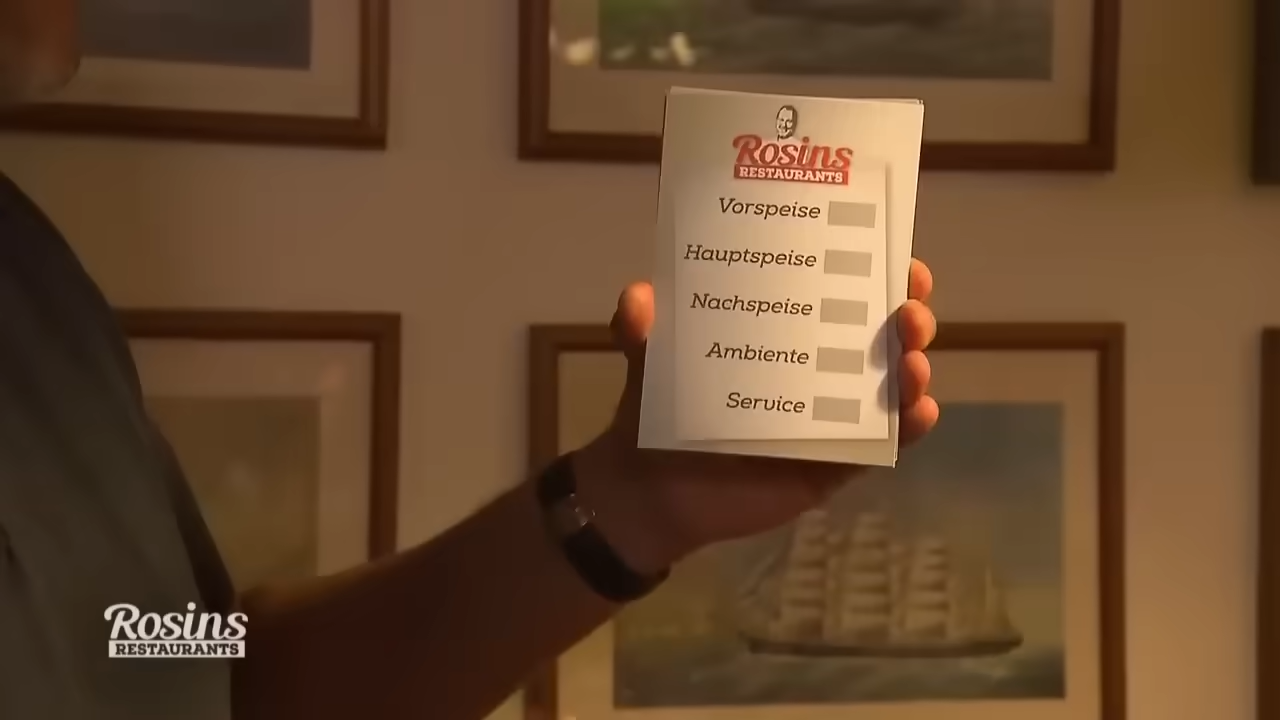 Rosins
RESTAURANTS
Vorspeise
Hauptspeise
Nachspeise
Ambiente
Service
Rosins
RESTAURANTS